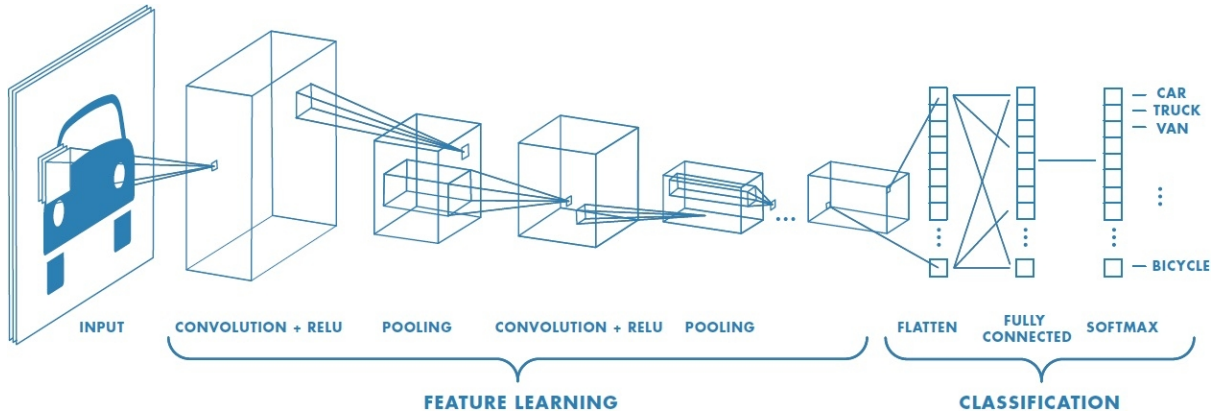 CAR
TRUCK
VAN
BICYCLE
INPUT
CONVOLUTION + RELU
POOLING
CONVOLUTION + RELU
POOLING
FLATTEN
FULLY
CONNECTED
SOFTMAX
FEATURE LEARNING
CLASSIFICATION